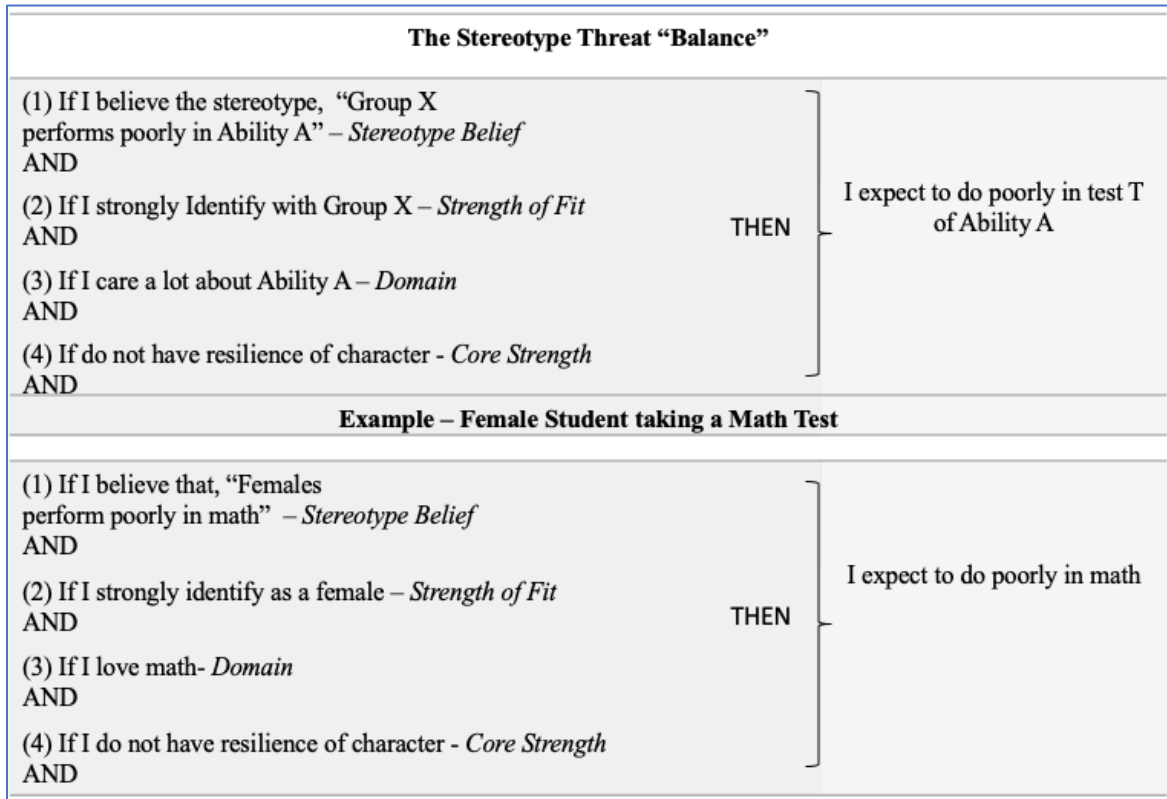 The Stereotype Threat “Balance”
(1) If I believe the stereotype, “Group X
performs poorly in Ability A” – Stereotype Belief
AND
(2) If I strongly Identify with Group X – Strength of Fit
AND
(3) If I care a lot about Ability A – Domain
AND
(4) If do not have resilience of character - Core Strength
AND
THEN
I expect to do poorly in test T
of Ability A
Example – Female Student taking a Math Test
(1) If I believe that, “Females
perform poorly in math” – Stereotype Belief
AND
(2) If I strongly identify as a female – Strength of Fit
AND
(3) If I love math- Domain
AND
(4) If I do not have resilience of character - Core Strength
AND
THEN
I expect to do poorly in math